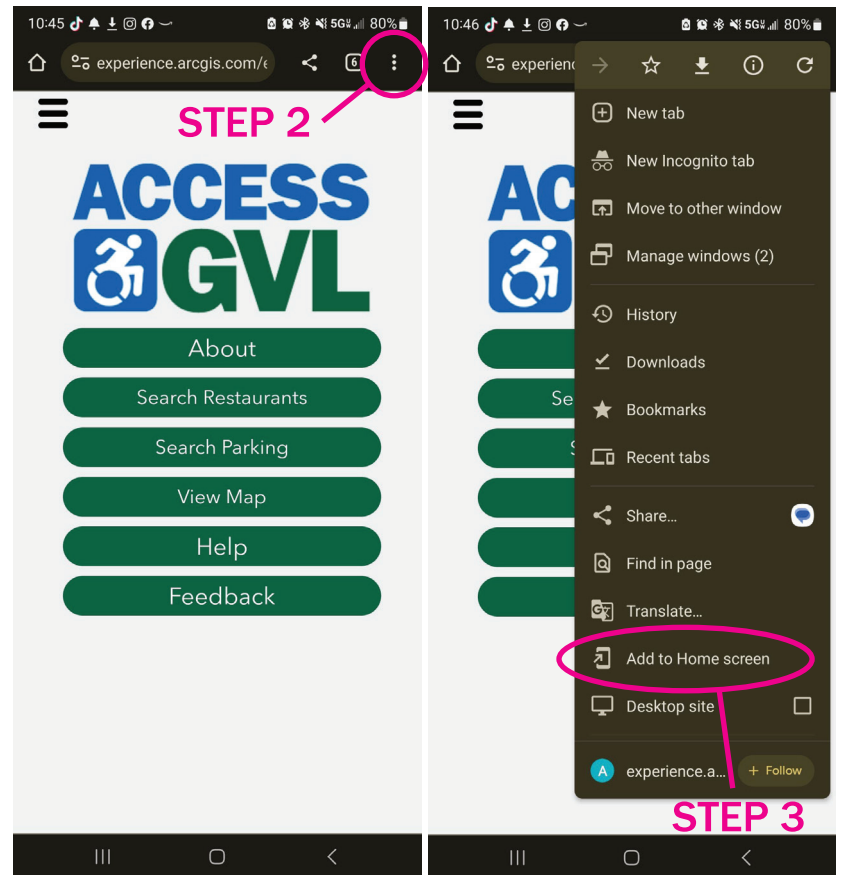 10:45
5G
80%
experience.arcgis.com/e
6
STEP 2
ACCESS
GVL
About
Search Restaurants
Search Parking
View Map
Help
Feedback
10:46
5G
80%
experien
New tab
New Incognito tab
Move to other window
Manage windows (2)
History
Downloads
Bookmarks
Recent tabs
Share...
Find in page
Translate...
Add to Home screen
Desktop site
A experience.a... + Follow
STEP 3
AC
Se
S